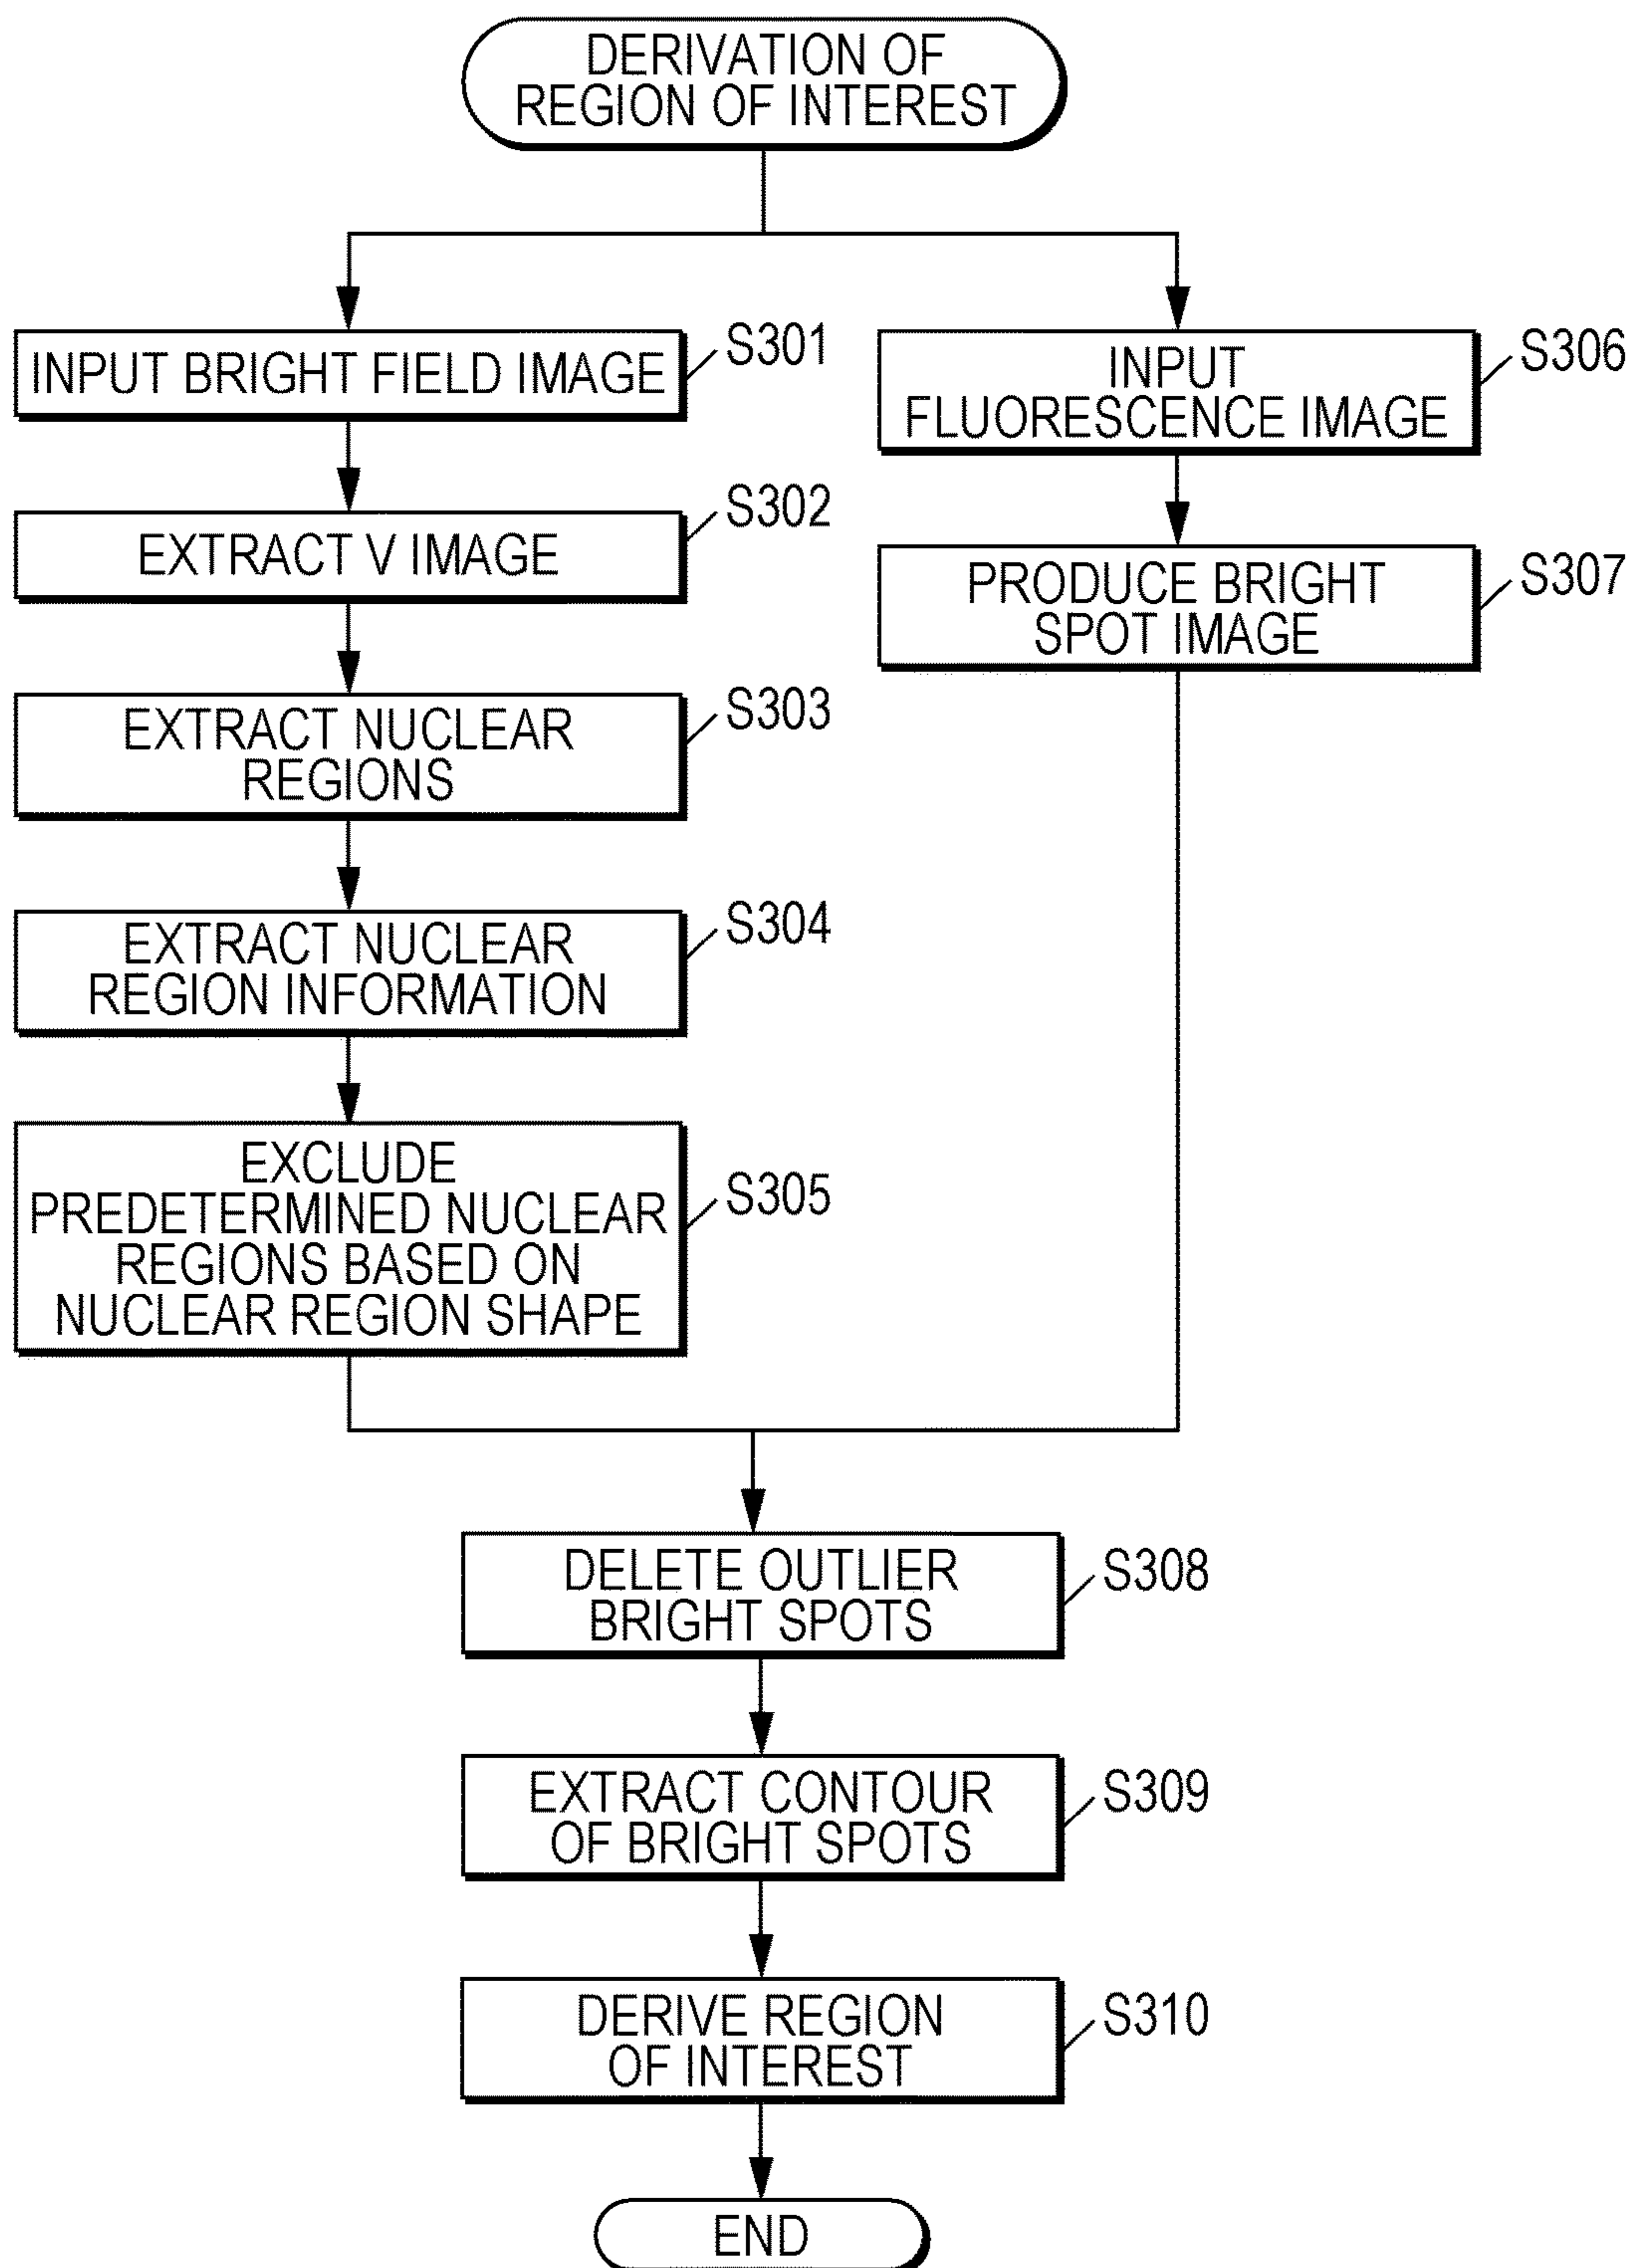 DERIVATION OF
REGION OF INTEREST
INPUT BRIGHT FIELD IMAGE
S301
EXTRACT V IMAGE
S302
EXTRACT NUCLEAR
REGIONS
S303
EXTRACT NUCLEAR
REGION INFORMATION
S304
EXCLUDE
PREDETERMINED NUCLEAR
REGIONS BASED ON
NUCLEAR REGION SHAPE
S305
INPUT
FLUORESCENCE IMAGE
S306
PRODUCE BRIGHT
SPOT IMAGE
S307
DELETE OUTLIER
BRIGHT SPOTS
S308
EXTRACT CONTOUR
OF BRIGHT SPOTS
S309
DERIVE REGION
OF INTEREST
S310
END